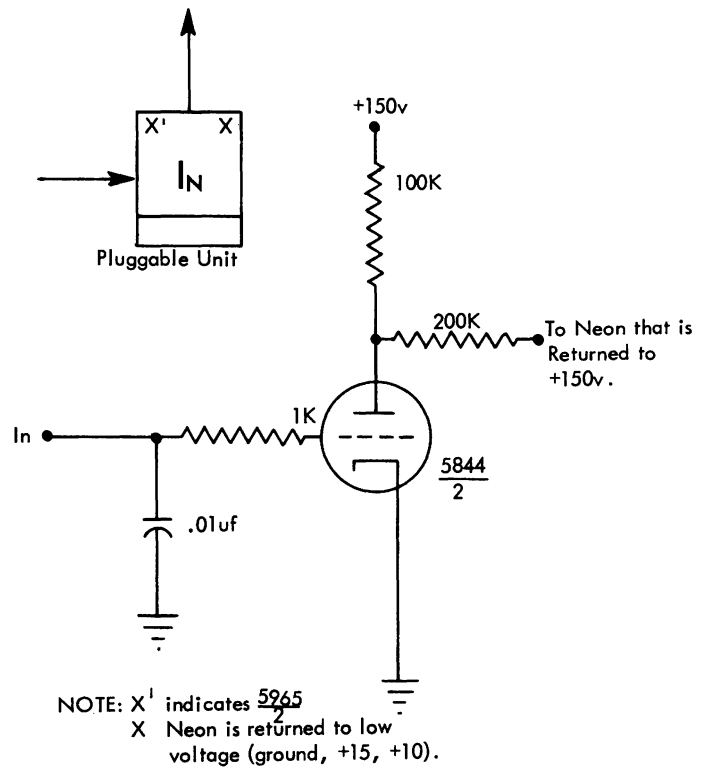 X' X
IN
Pluggable Unit
+150v
100K
200K
To Neon that is
Returned to
+150v.
1K
In
5844
2
.01uf
NOTE: X' indicates 5965
2
X Neon is returned to low
voltage (ground, +15, +10).